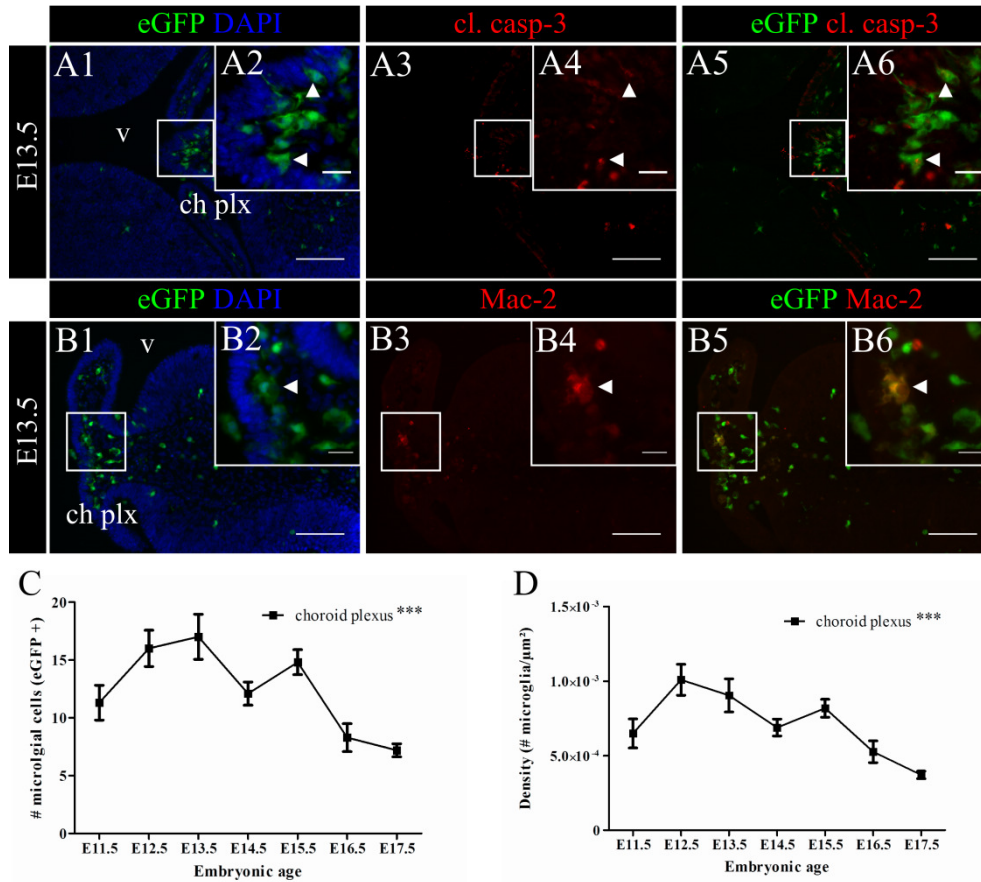 eGFP DAPI cl. casp-3 eGFP cl. casp-3
E13.5
A1 A2 A3 A4 A5 A6
v
ch plx
eGFP DAPI Mac-2 eGFP Mac-2
E13.5
B1 B2 B3 B4 B5 B6
v
ch plx
C
# microlgial cells (eGFP +)
20
15
10
5
0
choroid plexus ***
E11.5 E12.5 E13.5 E14.5 E15.5 E16.5 E17.5
Embryonic age
D
Density (# microglia/µm²)
1.5×10⁻³
1.0×10⁻³
5.0×10⁻⁴
0
choroid plexus ***
E11.5 E12.5 E13.5 E14.5 E15.5 E16.5 E17.5
Embryonic age